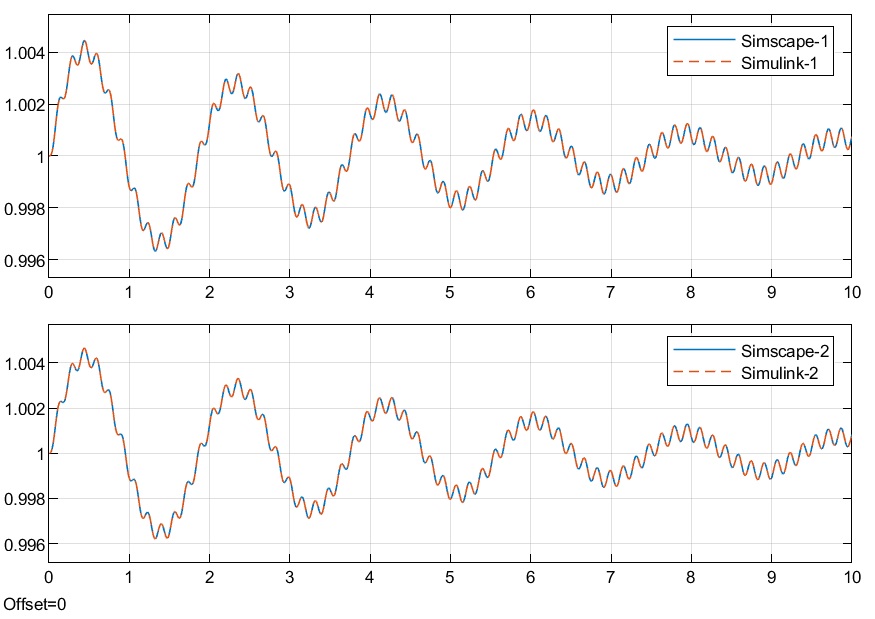 1.004
1.002
1
0.998
0.996
Simscape-1
Simulink-1
0 1 2 3 4 5 6 7 8 9 10
1.004
1.002
1
0.998
0.996
Simscape-2
Simulink-2
0 1 2 3 4 5 6 7 8 9 10
Offset=0